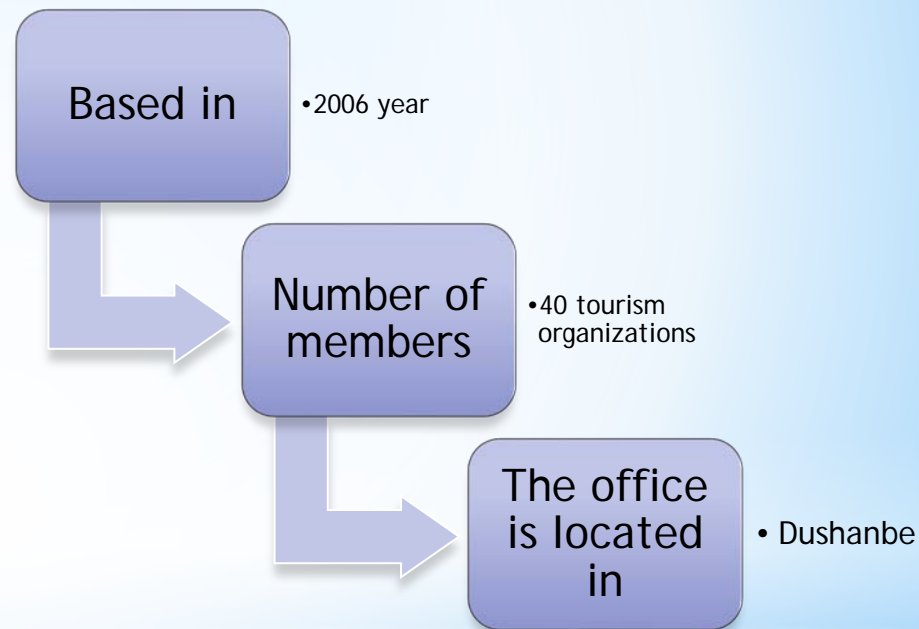 Based in
•2006 year
Number of
members
•40 tourism
organizations
The office
is located
in
• Dushanbe